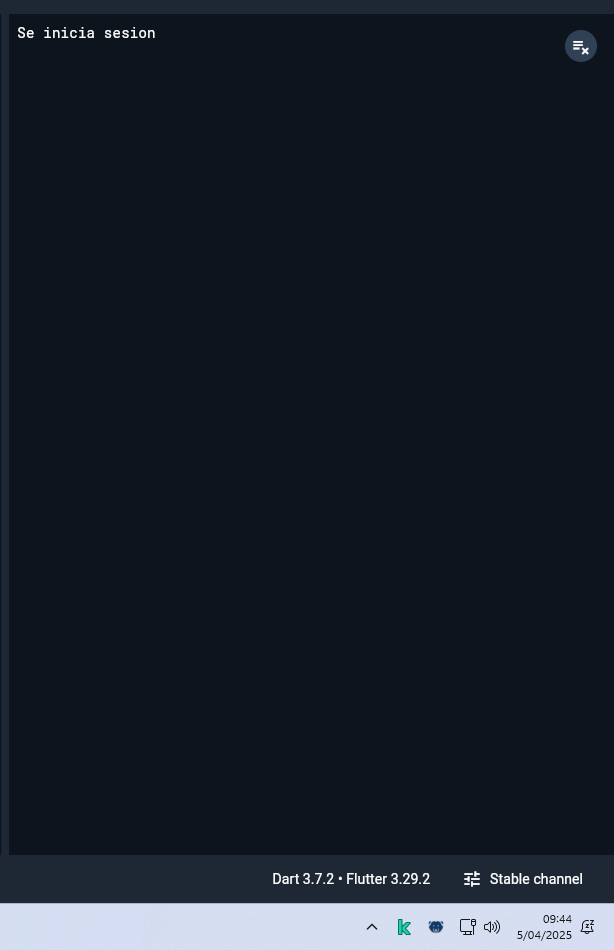 Se inicia sesion
Dart 3.7.2 • Flutter 3.29.2
Stable channel
09:44
5/04/2025